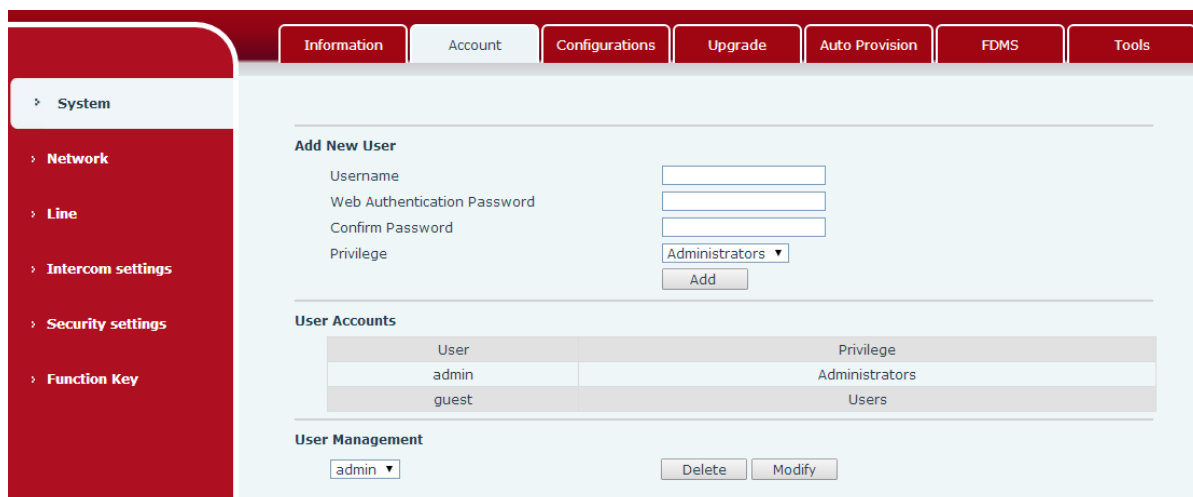 Information Account Configurations Upgrade Auto Provision FDMS Tools
System
Network
Line
Intercom settings
Security settings
Function Key
Add New User
Username
Web Authentication Password
Confirm Password
Privilege Administrators
Add
User Accounts
User Privilege
admin Administrators
guest Users
User Management
admin Delete Modify